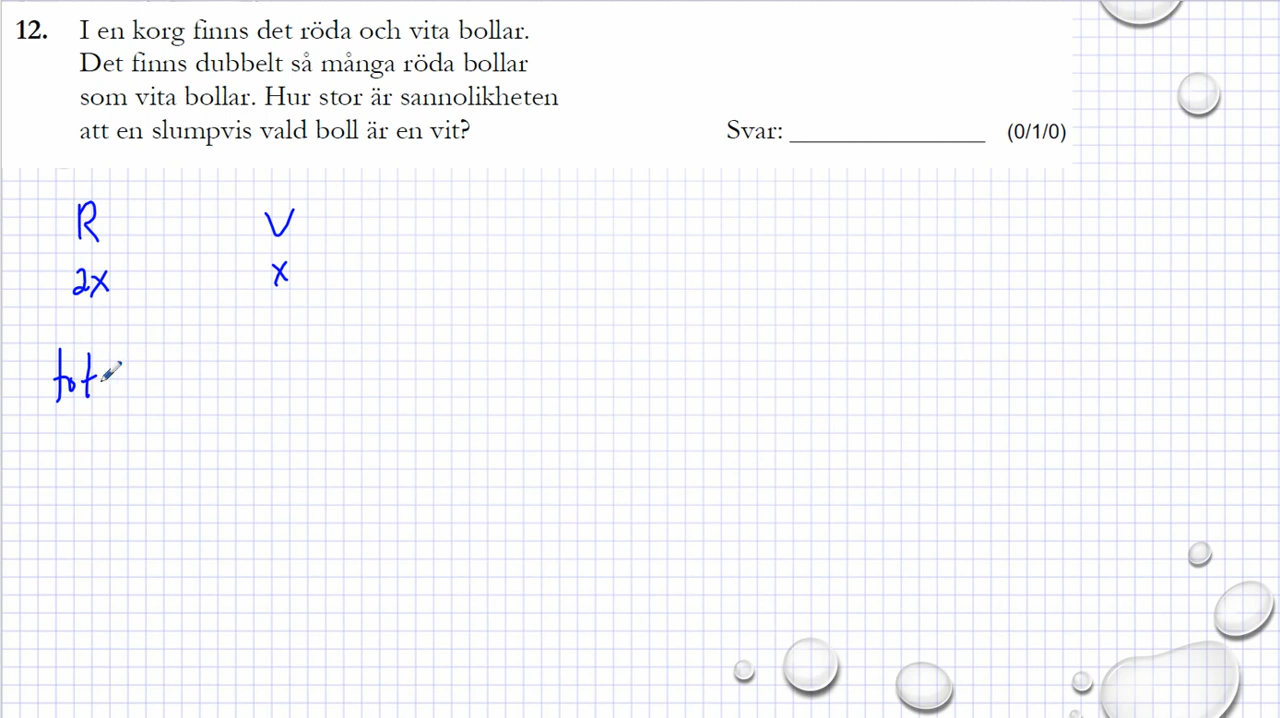 12. I en korg finns det röda och vita bollar.
Det finns dubbelt så många röda bollar
som vita bollar. Hur stor är sannolikheten
att en slumpvis vald boll är en vit?
Svar: ______________ (0/1/0)
R V
2x x
tot